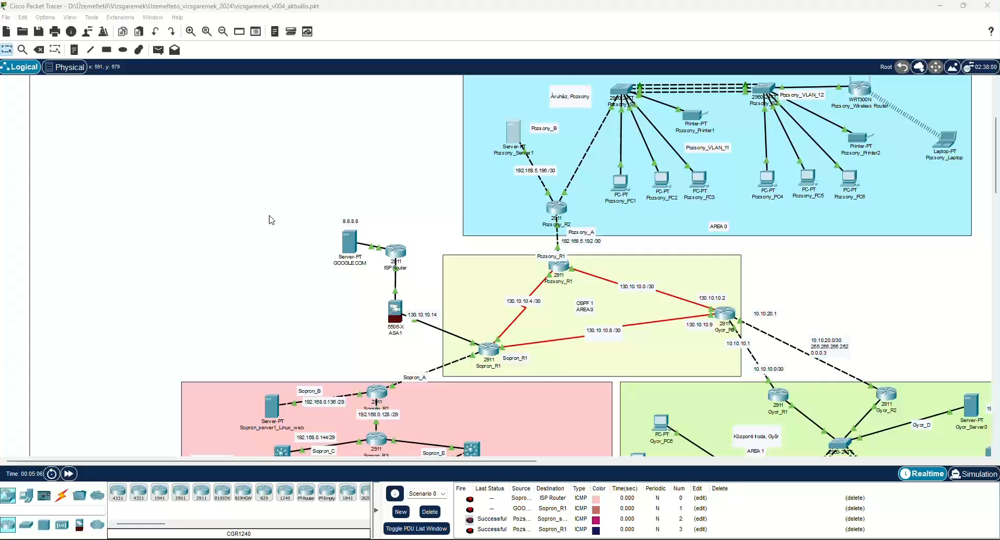 Cisco Packet Tracer - D:\Üzemeltető\Vizsgaremek\Uzemelteto_vizsgaremek_2024\vizsgaremek_v004_aktuális.pkt
File Edit Options View Tools Extensions Window Help
Logical Physical x: 591, y: 679
Root 02:38:00
Áruház, Pozsony
2960-24TT
Pozsony_S1
Pozsony_S2
Pozsony_VLAN_12
WRT300N
Pozsony_Wireless Router
Printer-PT
Pozsony_Printer1
Pozsony_B
Server-PT
Pozsony_Server1
Pozsony_VLAN_11
Printer-PT
Pozsony_Printer2
Laptop-PT
Pozsony_Laptop
192.168.5.196 /30
PC-PT
Pozsony_PC1
PC-PT
Pozsony_PC2
PC-PT
Pozsony_PC3
PC-PT
Pozsony_PC4
PC-PT
Pozsony_PC5
PC-PT
Pozsony_PC6
2911
Pozsony_R2
AREA 0
8.8.8.8
Pozsony_A
192.168.5.192 /30
Server-PT
GOOGLE.COM
2911
ISP Router
Pozsony_R1
2911
Pozsony_R1
130.10.10.0 /30
130.10.10.4 /30
OSPF 1
AREA 0
130.10.10.2
130.10.10.14
5506-X
ASA1
130.10.10.8 /30
130.10.10.9
2911
Gyor_R0
10.10.20.1
10.10.10.1
10.10.20.0/30
255.255.255.252
0.0.0.3
2911
Sopron_R1
Sopron_R1
10.10.10.0/30
Sopron_A
Sopron_B
192.168.0.136 /29
2911
Sopron_R2
192.168.0.128 /29
Server-PT
Sopron_server1_Linux_web
192.168.0.144/29
Sopron_C
2911
Sopron_R3
Sopron_E
2911
Gyor_R1
2911
Gyor_R2
PC-PT
Gyor_PC6
Központi Iroda, Győr
AREA 1
Gyor_D
Server-PT
Gyor_Server0
19
2960-24TT
Time: 00:05:06
Realtime Simulation
4331 4321 1941 2901 2911 819IOX 819HGW 829 1240 PT-Router PT-Empty 1841 2620
CGR1240
Scenario 0
New Delete
Toggle PDU List Window
Fire Last Status Source Destination Type Color Time(sec) Periodic Num Edit Delete
-- Sopro... ISP Router ICMP 0.000 N 0 (edit) (delete)
-- GOO... Sopron_R1 ICMP 0.000 N 1 (edit) (delete)
Successful Pozs... Sopron_s... ICMP 0.000 N 2 (edit) (delete)
Successful Pozs... Sopron_R1 ICMP 0.000 N 3 (edit) (delete)